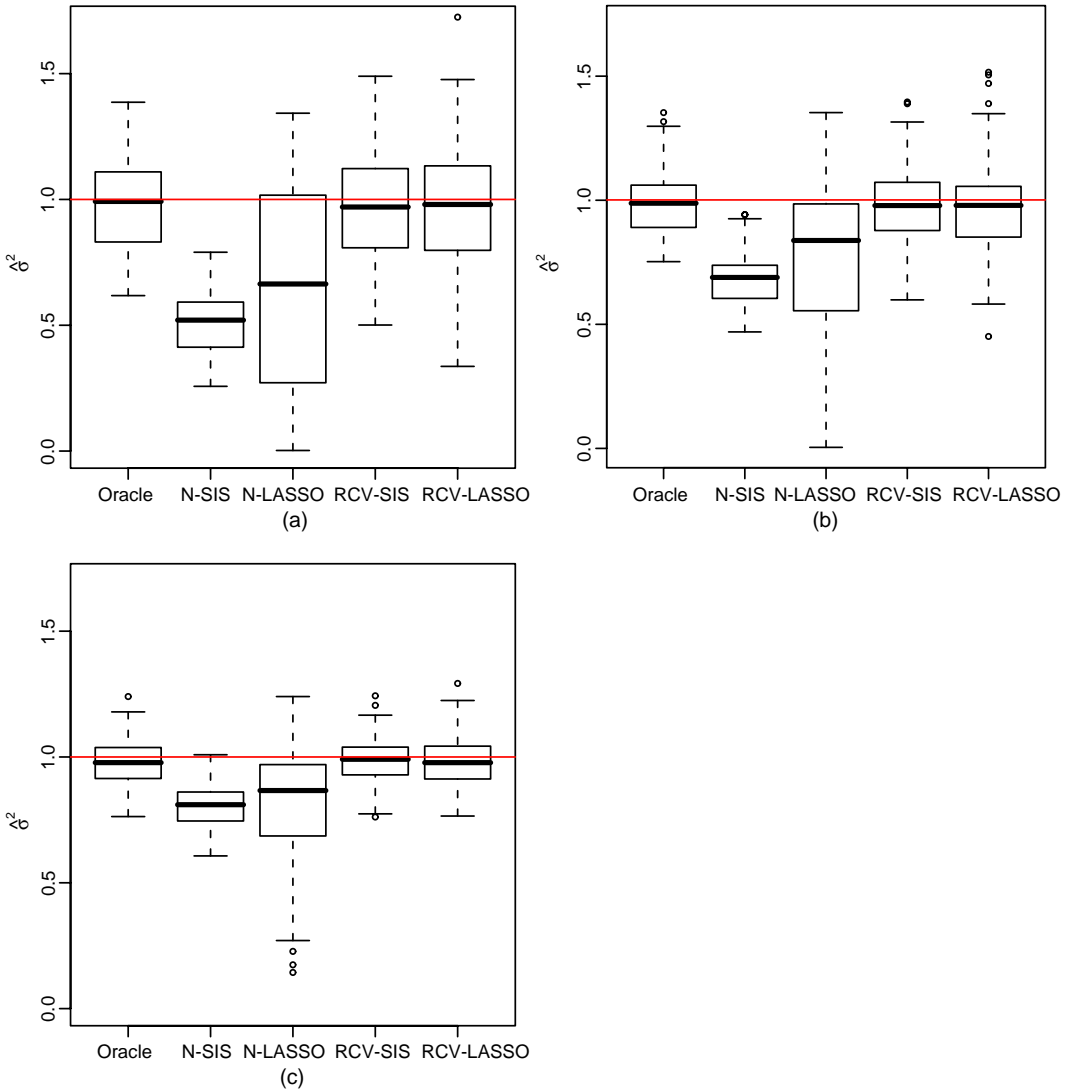 1.5
1.0
0.5
0.0
σ̂²
Oracle N-SIS N-LASSO RCV-SIS RCV-LASSO
(a)
1.5
1.0
0.5
0.0
σ̂²
Oracle N-SIS N-LASSO RCV-SIS RCV-LASSO
(b)
1.5
1.0
0.5
0.0
σ̂²
Oracle N-SIS N-LASSO RCV-SIS RCV-LASSO
(c)